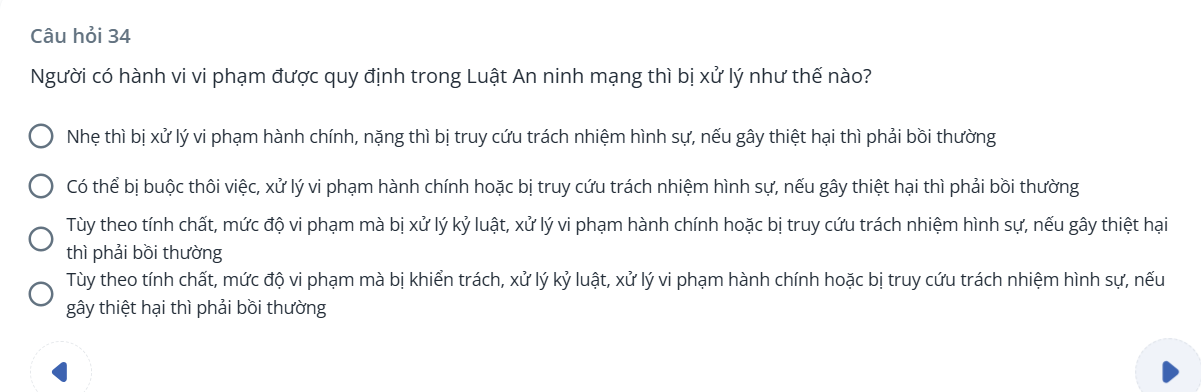 Câu hỏi 34
Người có hành vi vi phạm được quy định trong Luật An ninh mạng thì bị xử lý như thế nào?
Nhẹ thì bị xử lý vi phạm hành chính, nặng thì bị truy cứu trách nhiệm hình sự, nếu gây thiệt hại thì phải bồi thường
Có thể bị buộc thôi việc, xử lý vi phạm hành chính hoặc bị truy cứu trách nhiệm hình sự, nếu gây thiệt hại thì phải bồi thường
Tùy theo tính chất, mức độ vi phạm mà bị xử lý kỷ luật, xử lý vi phạm hành chính hoặc bị truy cứu trách nhiệm hình sự, nếu gây thiệt hại
thì phải bồi thường
Tùy theo tính chất, mức độ vi phạm mà bị khiển trách, xử lý kỷ luật, xử lý vi phạm hành chính hoặc bị truy cứu trách nhiệm hình sự, nếu
gây thiệt hại thì phải bồi thường